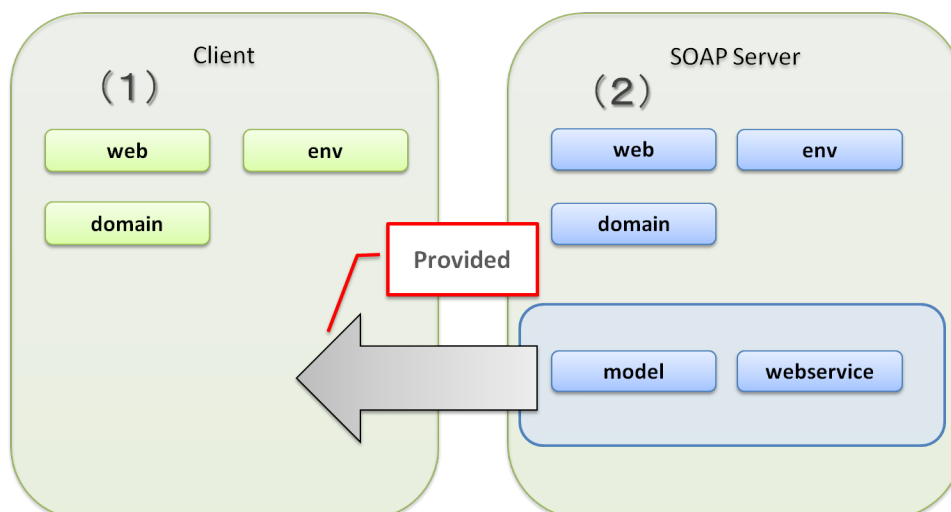 Client
(1)
web
env
domain
SOAP Server
(2)
web
env
domain
Provided
model
webservice